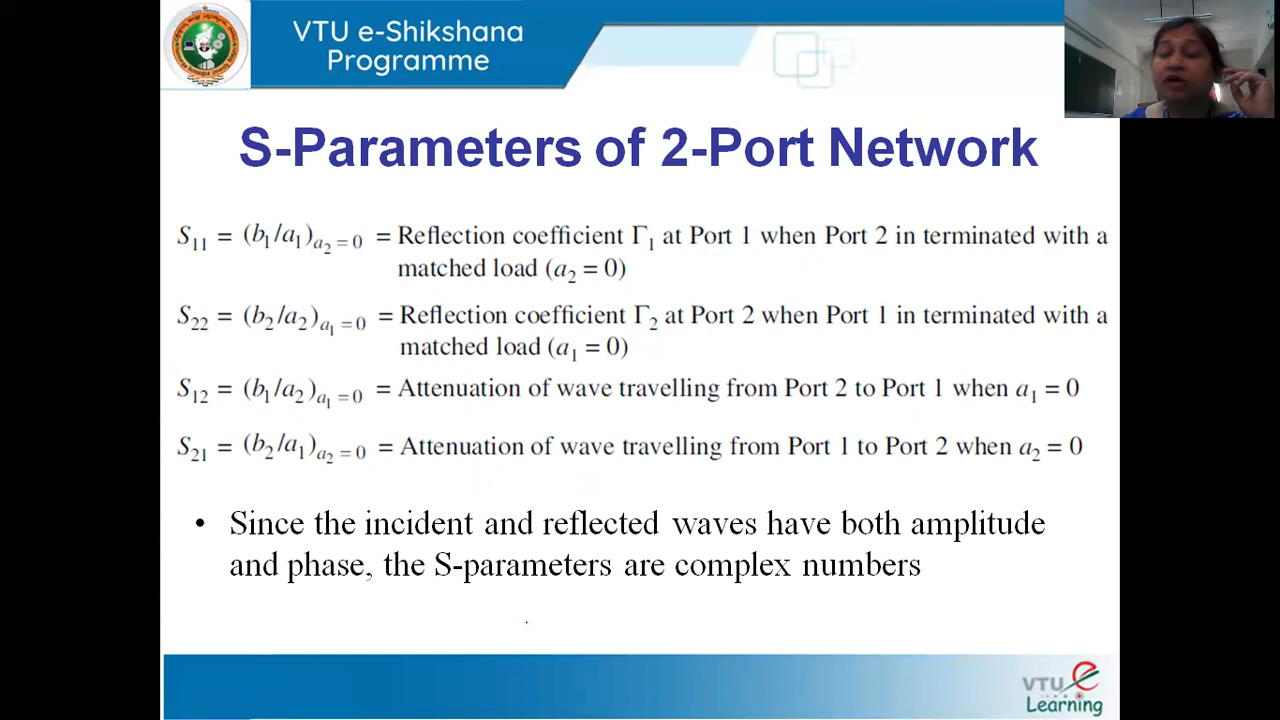 VTU e-Shikshana
Programme
S-Parameters of 2-Port Network
S₁₁ = (b₁/a₁)ₐ₂ ₌ ₀ = Reflection coefficient Γ₁ at Port 1 when Port 2 in terminated with a
matched load (a₂ = 0)
S₂₂ = (b₂/a₂)ₐ₁ ₌ ₀ = Reflection coefficient Γ₂ at Port 2 when Port 1 in terminated with a
matched load (a₁ = 0)
S₁₂ = (b₁/a₂)ₐ₁ ₌ ₀ = Attenuation of wave travelling from Port 2 to Port 1 when a₁ = 0
S₂₁ = (b₂/a₁)ₐ₂ ₌ ₀ = Attenuation of wave travelling from Port 1 to Port 2 when a₂ = 0
• Since the incident and reflected waves have both amplitude
and phase, the S-parameters are complex numbers
VTU e
Learning